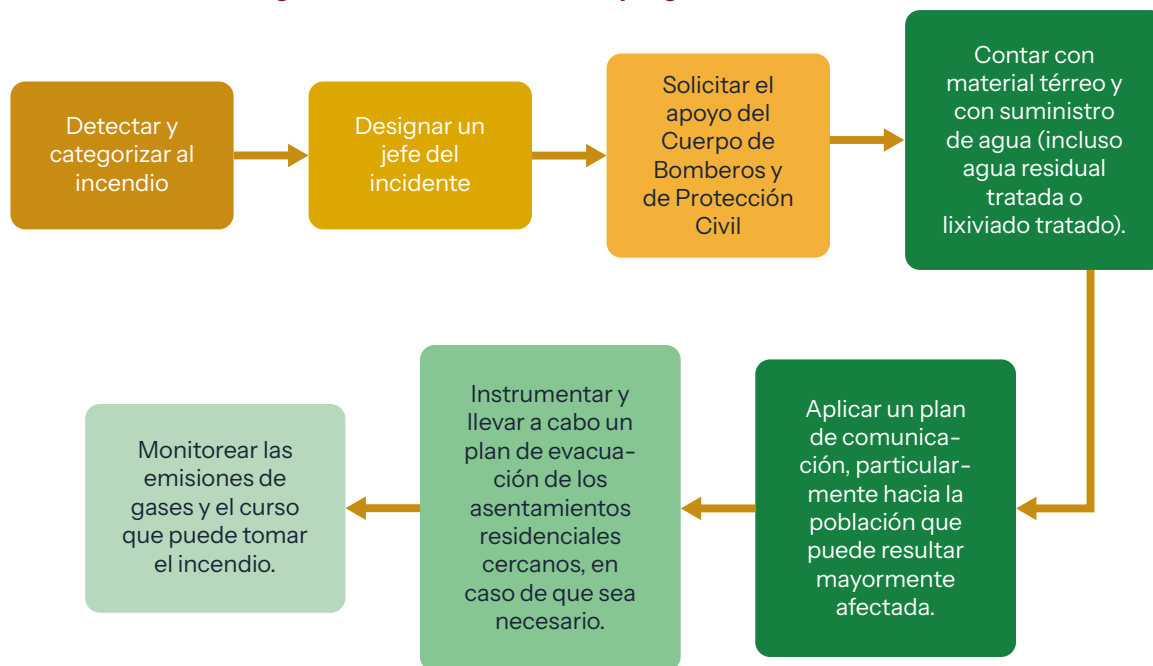 Detectar y
categorizar al
incendio
Designar un
jefe del
incidente
Solicitar el
apoyo del
Cuerpo de
Bomberos y
de Protección
Civil
Contar con
material térreo y
con suministro
de agua (incluso
agua residual
tratada o
lixiviado tratado).
Aplicar un plan
de comunica-
ción, particular-
mente hacia la
población que
puede resultar
mayormente
afectada.
Instrumentar y
llevar a cabo un
plan de evacua-
ción de los
asentamientos
residenciales
cercanos, en
caso de que sea
necesario.
Monitorear las
emisiones de
gases y el curso
que puede tomar
el incendio.